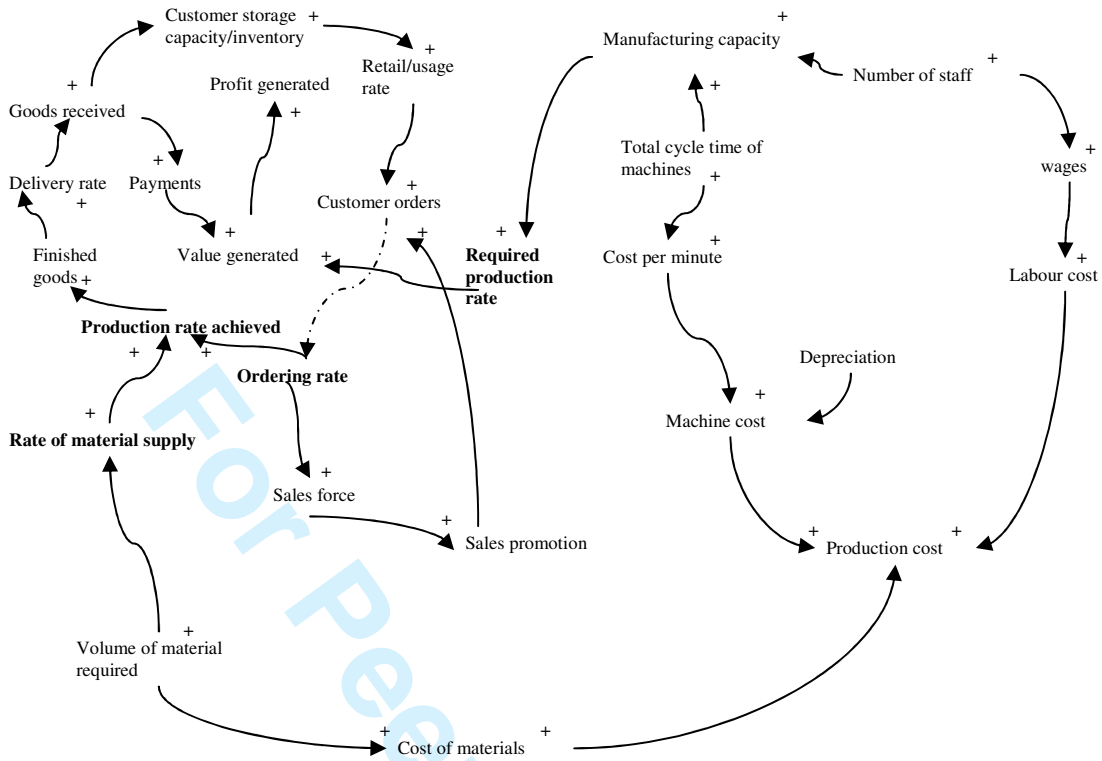 Customer storage +
capacity/inventory
+
Manufacturing capacity
+
Retail/usage
rate
+
Number of staff +
Profit generated
+
+
Goods received
+
+
Total cycle time of
machines
+
+
wages
+
Payments
Delivery rate
+
+
Customer orders
+
+
+
Required
production
rate
+
Value generated
+
+
Cost per minute
+
Labour cost
Finished
goods +
Production rate achieved
+ +
Ordering rate
Depreciation
+
Machine cost
+
Rate of material supply
+
Sales force
+
Sales promotion
+ +
Production cost
+
Volume of material
required
+ +
Cost of materials
For Pee